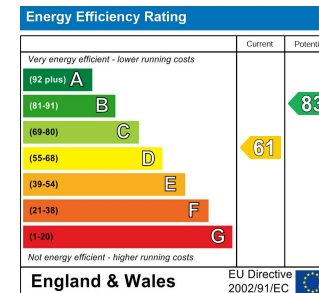 Energy Efficiency Rating
Current Potenti
Very energy efficient - lower running costs
(92 plus) A
(81-91) B
83
(69-80) C
61
(55-68) D
(39-54) E
(21-38) F
(1-20) G
Not energy efficient - higher running costs
England & Wales
EU Directive
2002/91/EC